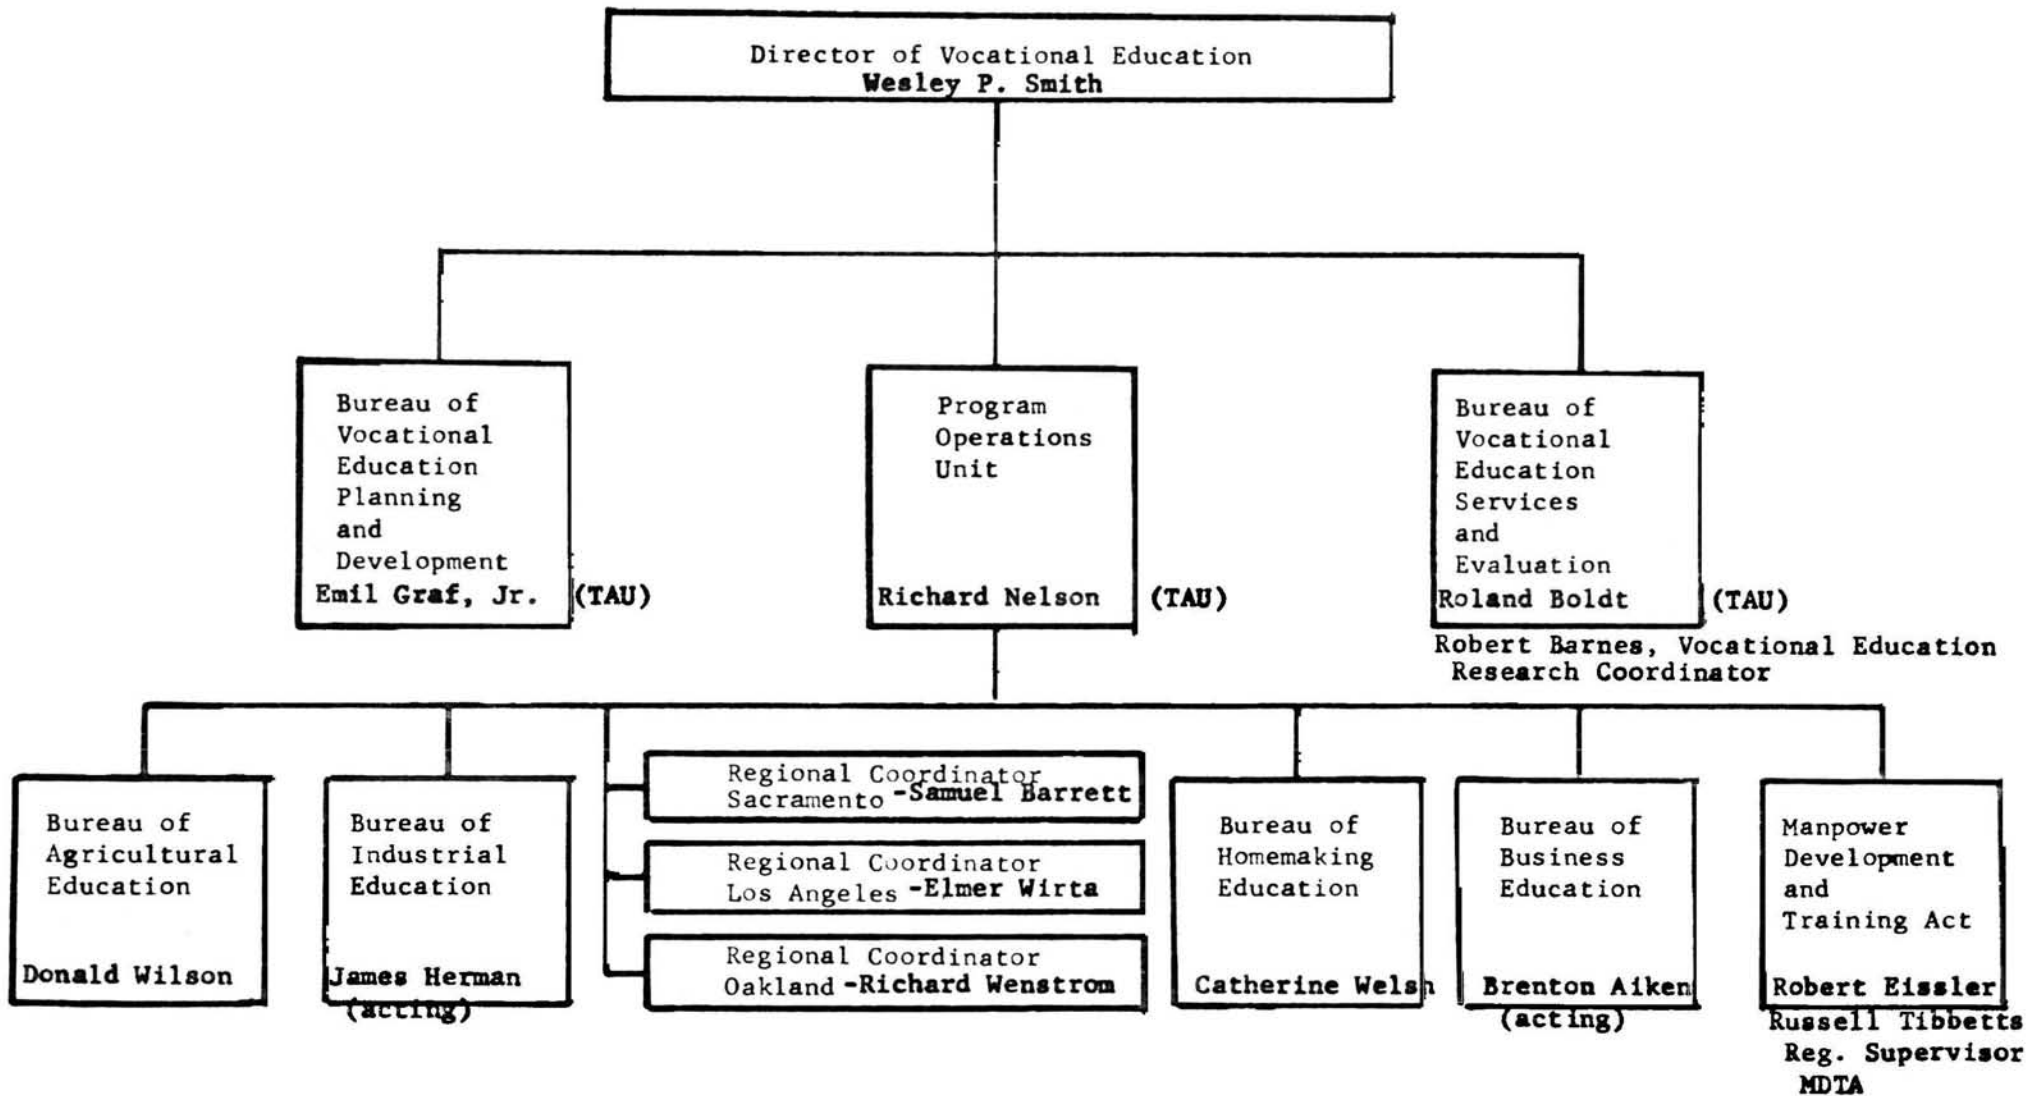 Director of Vocational Education
Wesley P. Smith
Bureau of
Vocational
Education
Planning
and
Development
Emil Graf, Jr. (TAU)
Program
Operations
Unit
Richard Nelson (TAU)
Bureau of
Vocational
Education
Services
and
Evaluation
Roland Boldt (TAU)
Robert Barnes, Vocational Education
Research Coordinator
Bureau of
Agricultural
Education
Donald Wilson
Bureau of
Industrial
Education
James Herman
(acting)
Regional Coordinator
Sacramento -Samuel Barrett
Regional Coordinator
Los Angeles -Elmer Wirta
Regional Coordinator
Oakland -Richard Wenstrom
Bureau of
Homemaking
Education
Catherine Welsh
Bureau of
Business
Education
Brenton Aiken
(acting)
Manpower
Development
and
Training Act
Robert Eissler
Russell Tibbetts
Reg. Supervisor
MDTA